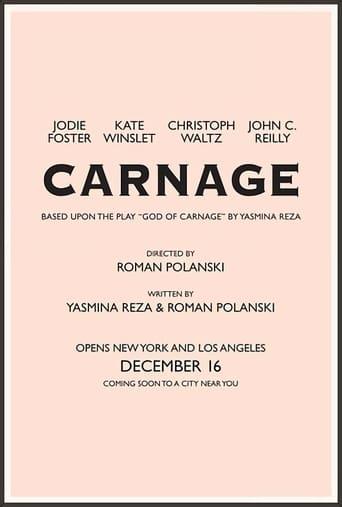 JODIE FOSTER KATE WINSLET CHRISTOPH WALTZ JOHN C. REILLY
CARNAGE
BASED UPON THE PLAY "GOD OF CARNAGE" BY YASMINA REZA
DIRECTED BY
ROMAN POLANSKI
WRITTEN BY
YASMINA REZA & ROMAN POLANSKI
OPENS NEW YORK AND LOS ANGELES
DECEMBER 16
COMING SOON TO A CITY NEAR YOU